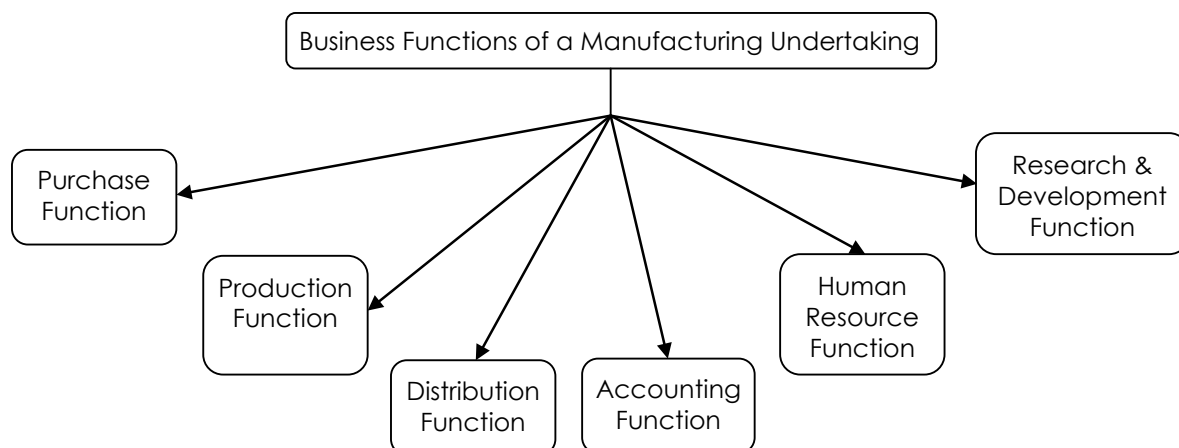 Business Functions of a Manufacturing Undertaking
Purchase
Function
Production
Function
Distribution
Function
Accounting
Function
Human
Resource
Function
Research &
Development
Function